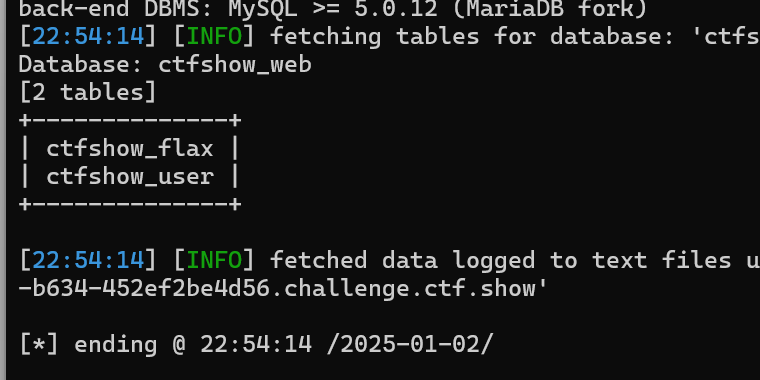 back-end DBMS: MySQL >= 5.0.12 (MariaDB fork)
[22:54:14] [INFO] fetching tables for database: 'ctfs
Database: ctfshow_web
[2 tables]
+--------------+
| ctfshow_flax |
| ctfshow_user |
+--------------+
[22:54:14] [INFO] fetched data logged to text files u
-b634-452ef2be4d56.challenge.ctf.show'
[*] ending @ 22:54:14 /2025-01-02/